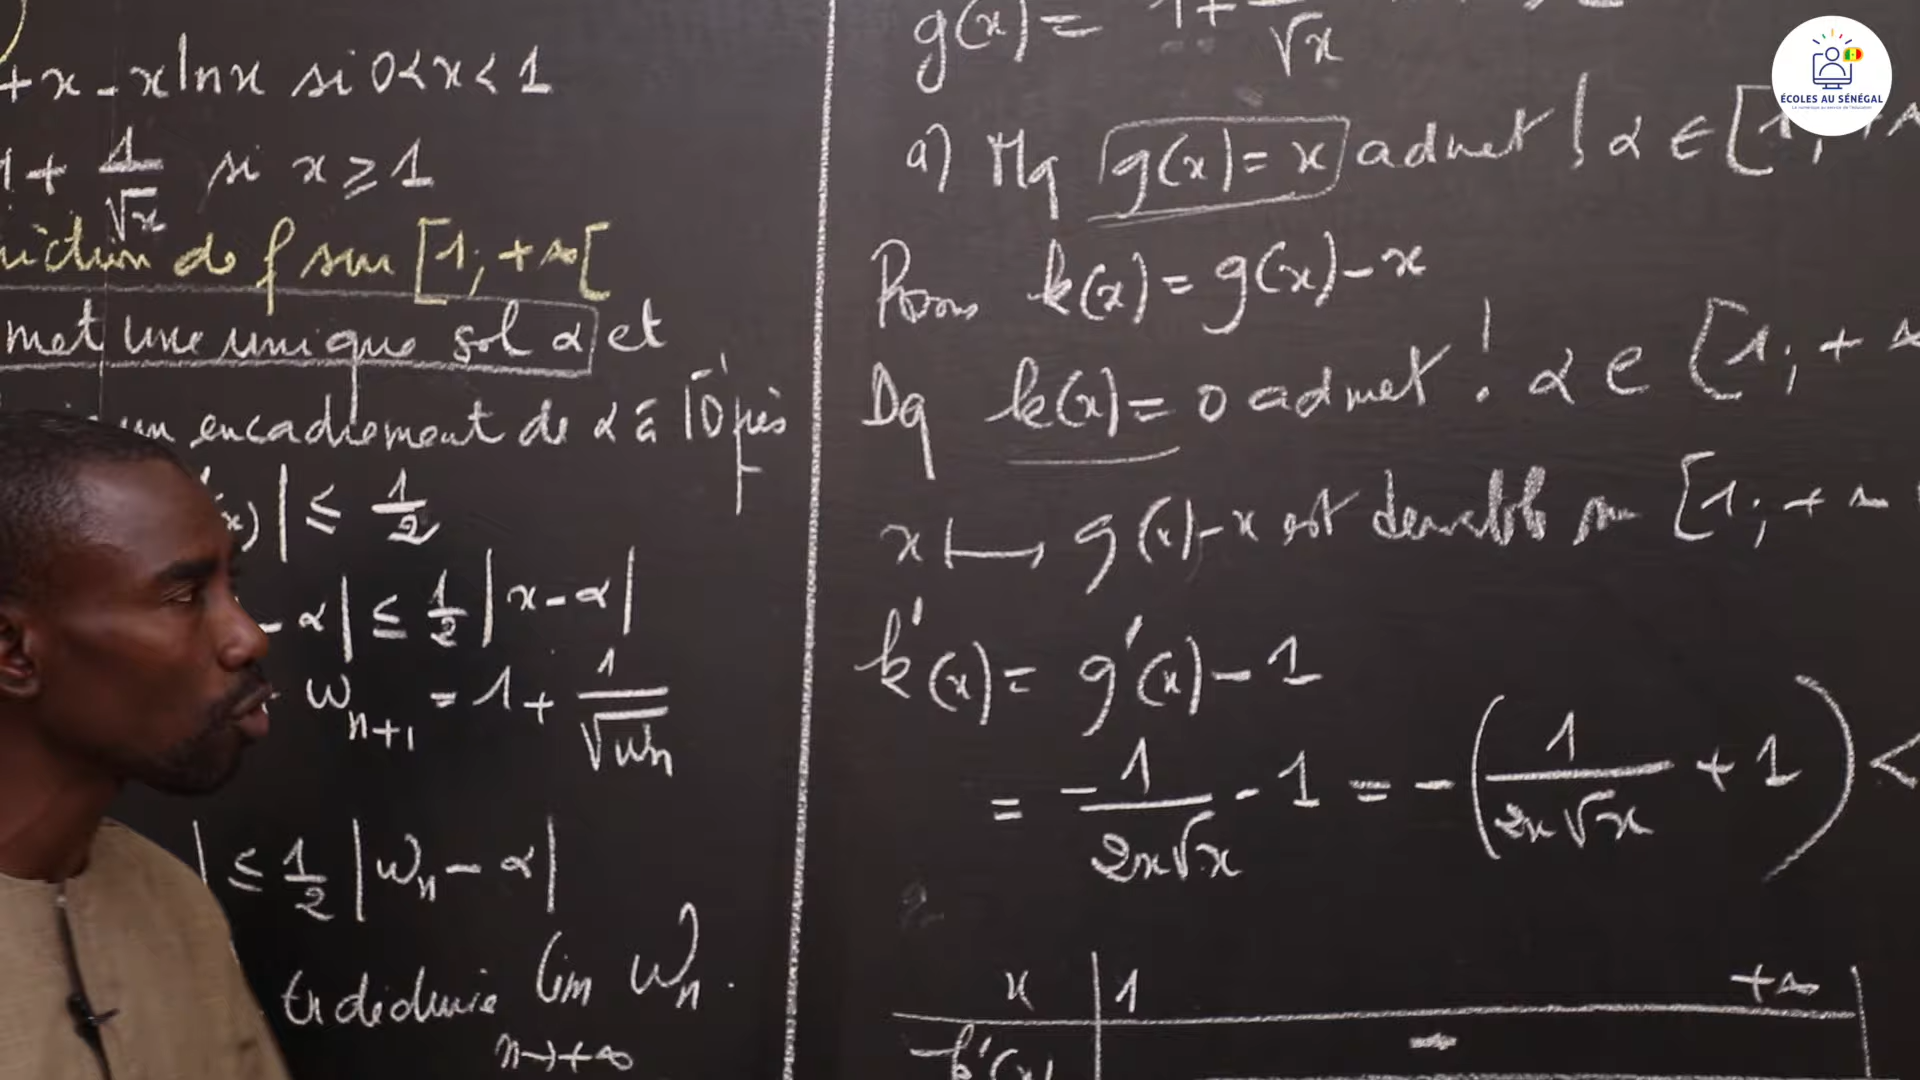 +x-xlnx si 0<x<1
1+ 1/√x si x≥1
de f sur [1;+∞[
met une unique sol α et
un encadrement de α à 10⁻¹ près
x)| ≤ 1/2
-α| ≤ 1/2 |x-α|
w_{n+1} = 1+ 1/√w_n
| ≤ 1/2 |w_n - α|
En déduire lim w_n.
n→+∞
g(x)= 1+ /√x
a) Mq g(x)=x admet ! α ∈ [1;+∞
Posons k(x)=g(x)-x
Dq k(x)=0 admet ! α ∈ [1;+∞
x ↦ g(x)-x est dérivable sur [1;+∞
k'(x)= g'(x)-1
= -1/(2x√x) -1 = -(1/(2x√x) +1) <
x | 1 +∞
k'(x) | -
ÉCOLES AU SÉNÉGAL